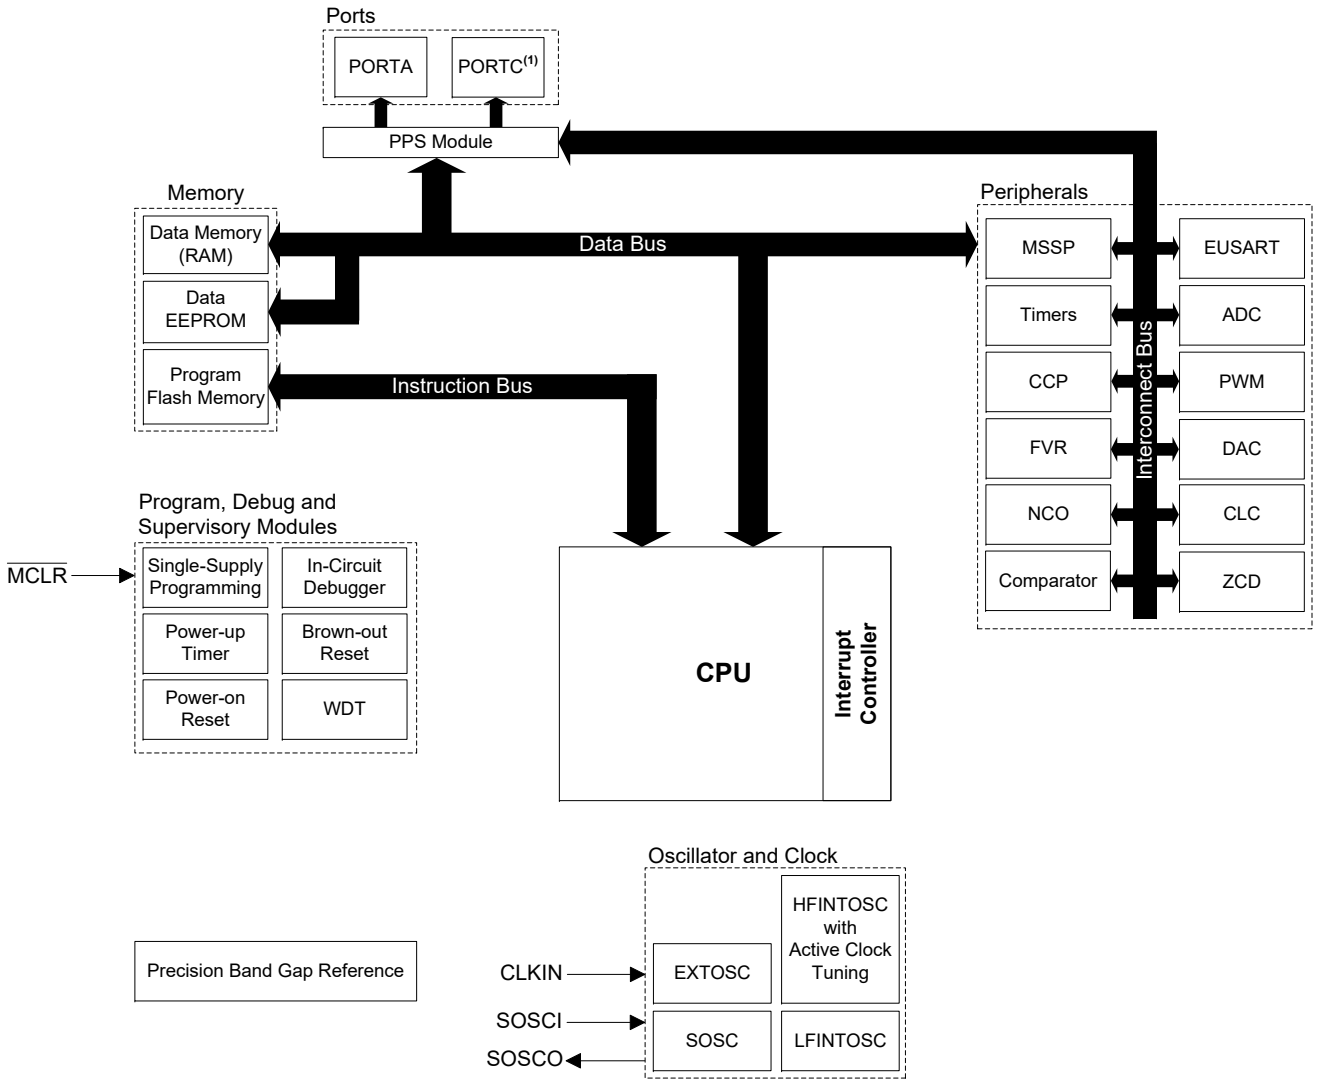 Ports
PORTA
PORTC(1)
PPS Module
Memory
Data Memory
(RAM)
Data
EEPROM
Program
Flash Memory
Data Bus
Instruction Bus
Peripherals
MSSP
EUSART
Timers
ADC
CCP
PWM
FVR
DAC
NCO
CLC
Comparator
ZCD
Interconnect Bus
Program, Debug and
Supervisory Modules
MCLR
Single-Supply
Programming
In-Circuit
Debugger
Power-up
Timer
Brown-out
Reset
Power-on
Reset
WDT
CPU
Interrupt
Controller
Oscillator and Clock
HFINTOSC
with
Active Clock
Tuning
EXTOSC
SOSC
LFINTOSC
CLKIN
SOSCI
SOSCO
Precision Band Gap Reference